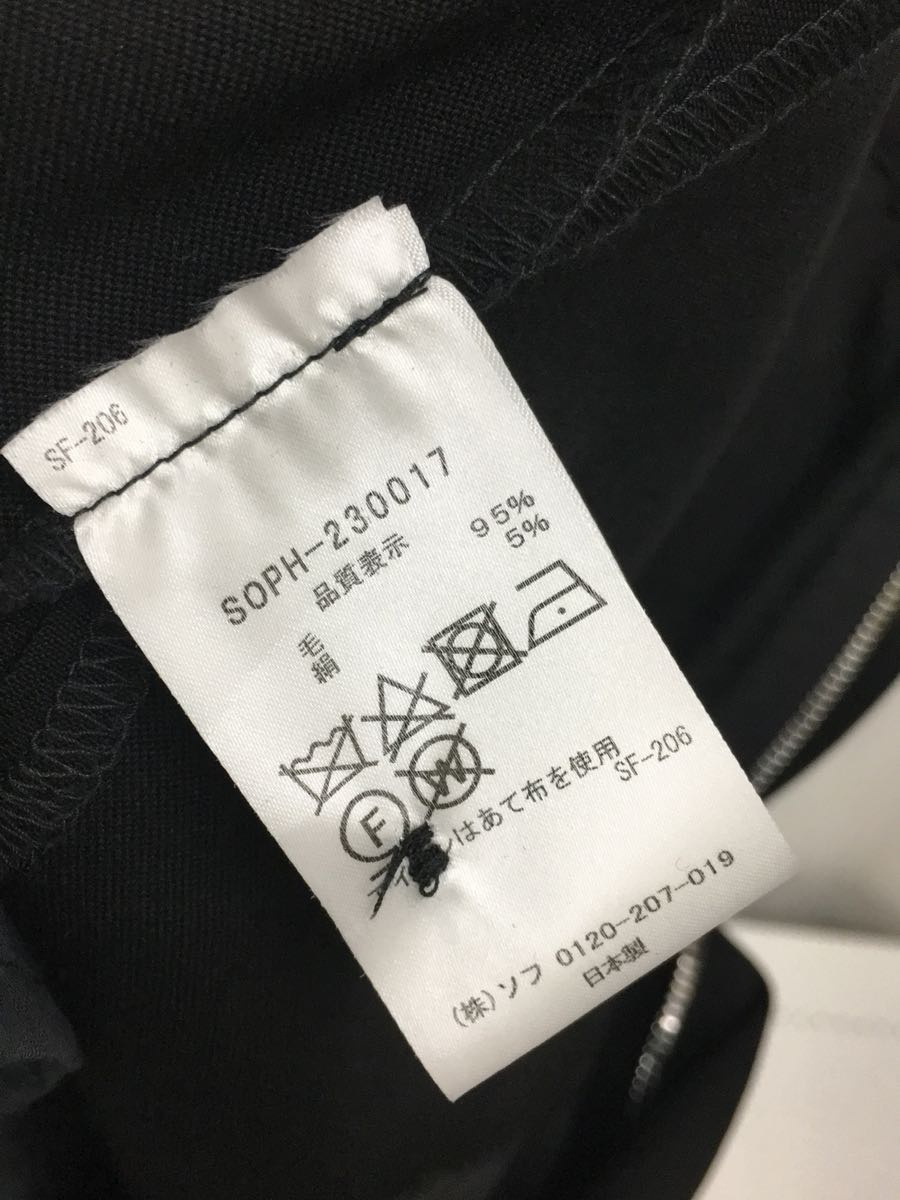 SF-206
SOPH-230017
品質表示
毛 95%
絹 5%
F W
はあて布を使用
SF-206
(株)ソフ 0120-207-019
日本製